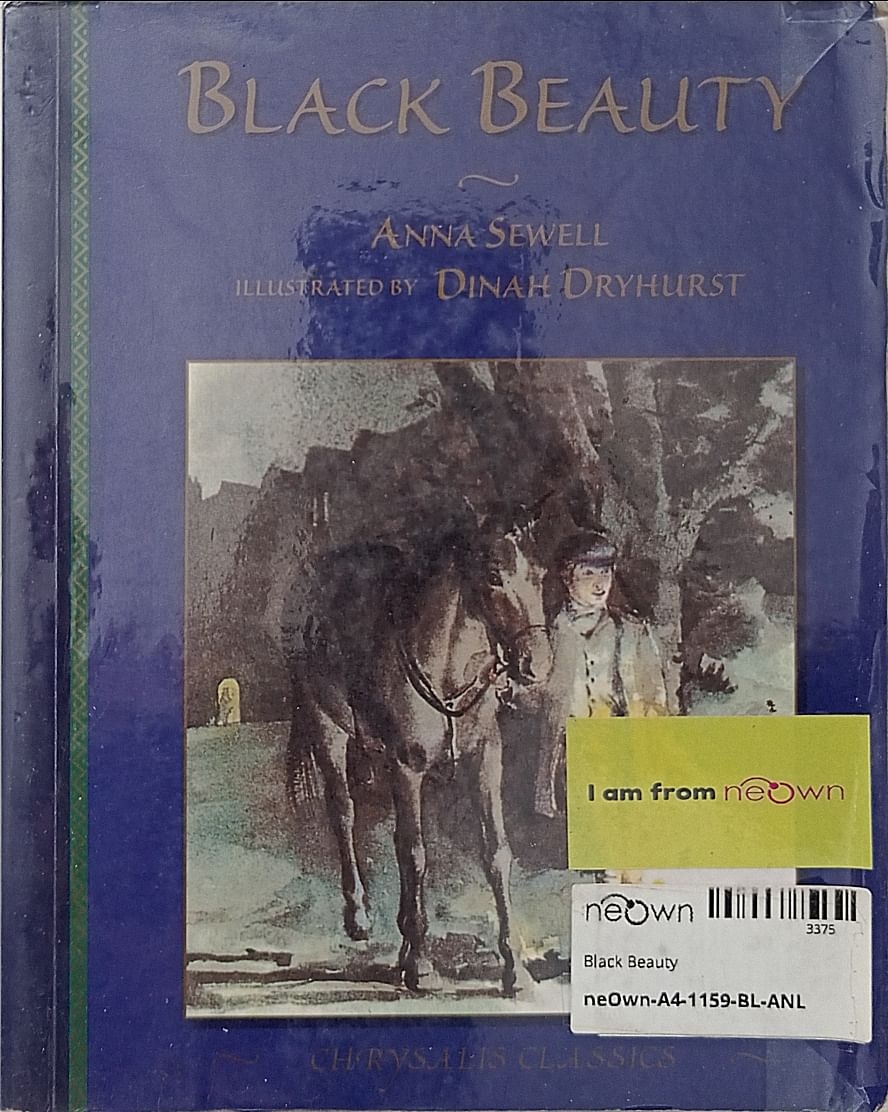 BLACK BEAUTY
ANNA SEWELL
ILLUSTRATED BY DINAH DRYHURST
I am from neOwn
neOwn
3375
Black Beauty
neOwn-A4-1159-BL-ANL
CHRYSALIS CLASSICS